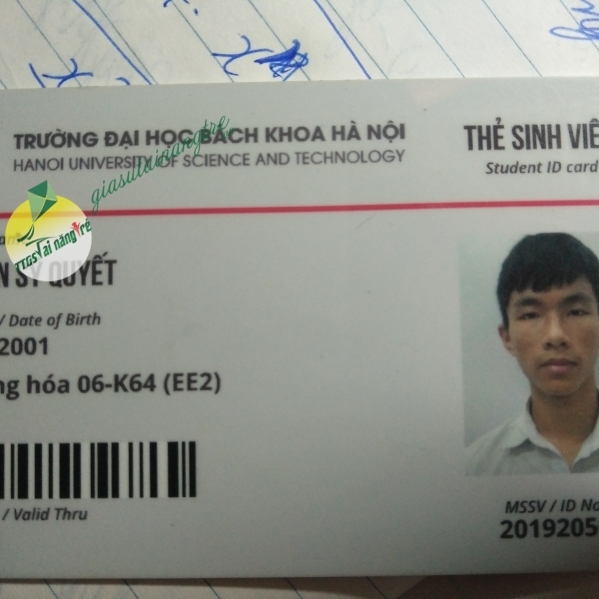 TRƯỜNG ĐẠI HỌC BÁCH KHOA HÀ NỘI
HANOI UNIVERSITY OF SCIENCE AND TECHNOLOGY
THẺ SINH VIÊ
Student ID card
giasutainangtre
TTGS Tài năng trẻ
N SỸ QUYẾT
/ Date of Birth
2001
ng hóa 06-K64 (EE2)
/ Valid Thru
MSSV / ID No
2019205